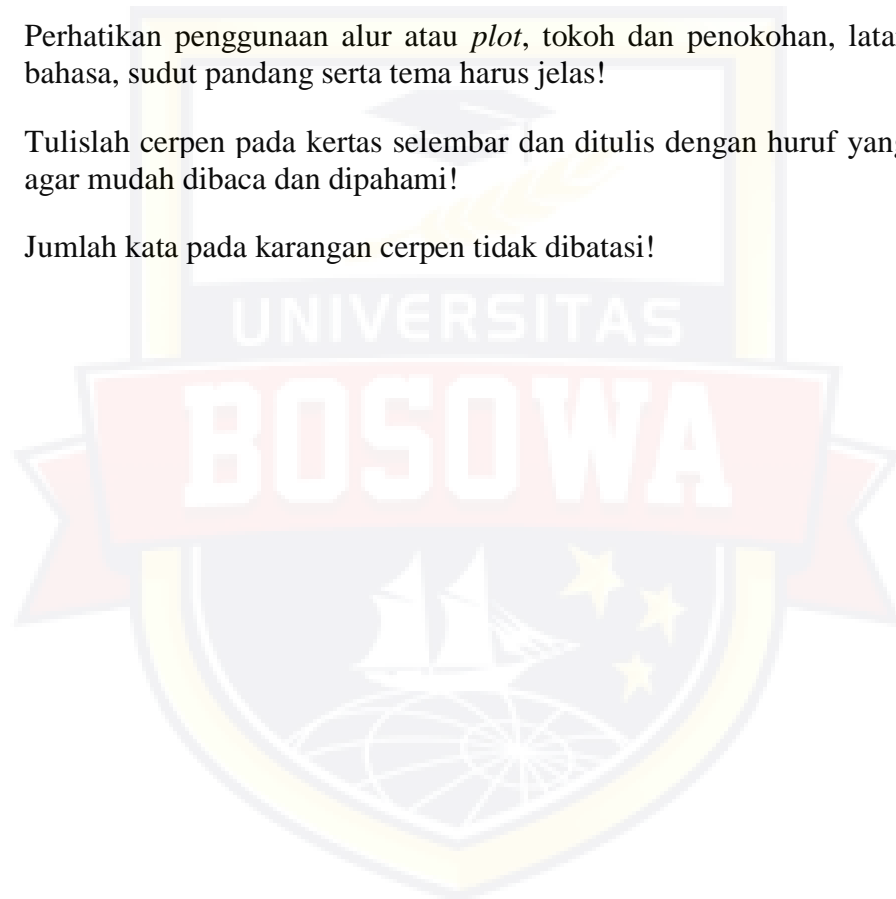 Perhatikan penggunaan alur atau plot, tokoh dan penokohan, lata
bahasa, sudut pandang serta tema harus jelas!
Tulislah cerpen pada kertas selembar dan ditulis dengan huruf yang
agar mudah dibaca dan dipahami!
Jumlah kata pada karangan cerpen tidak dibatasi!
UNIVERSITAS
BOSOWA